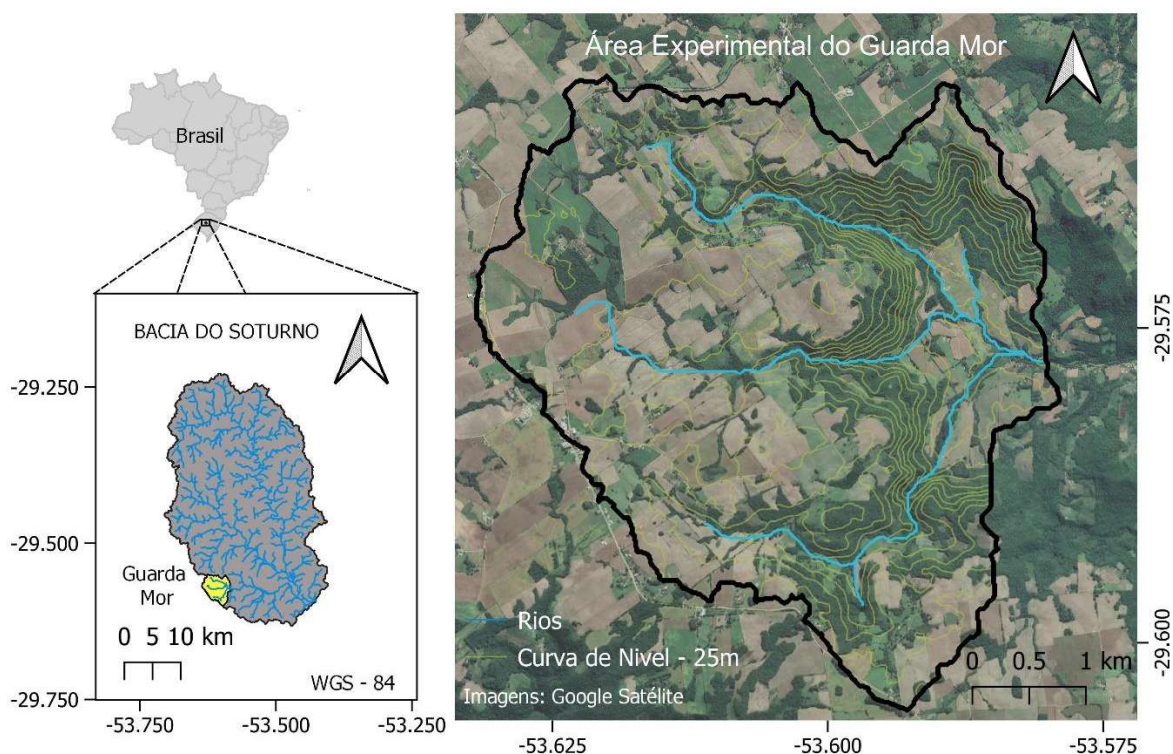 Brasil
BACIA DO SOTURNO
-29.250
-29.500
-29.750
Guarda
Mor
0 5 10 km
WGS - 84
-53.750
-53.500
-53.250
Área Experimental do Guarda Mor
Rios
Curva de Nivel - 25m
Imagens: Google Satélite
0 0.5 1 km
-29.575
-29.600
-53.625
-53.600
-53.575